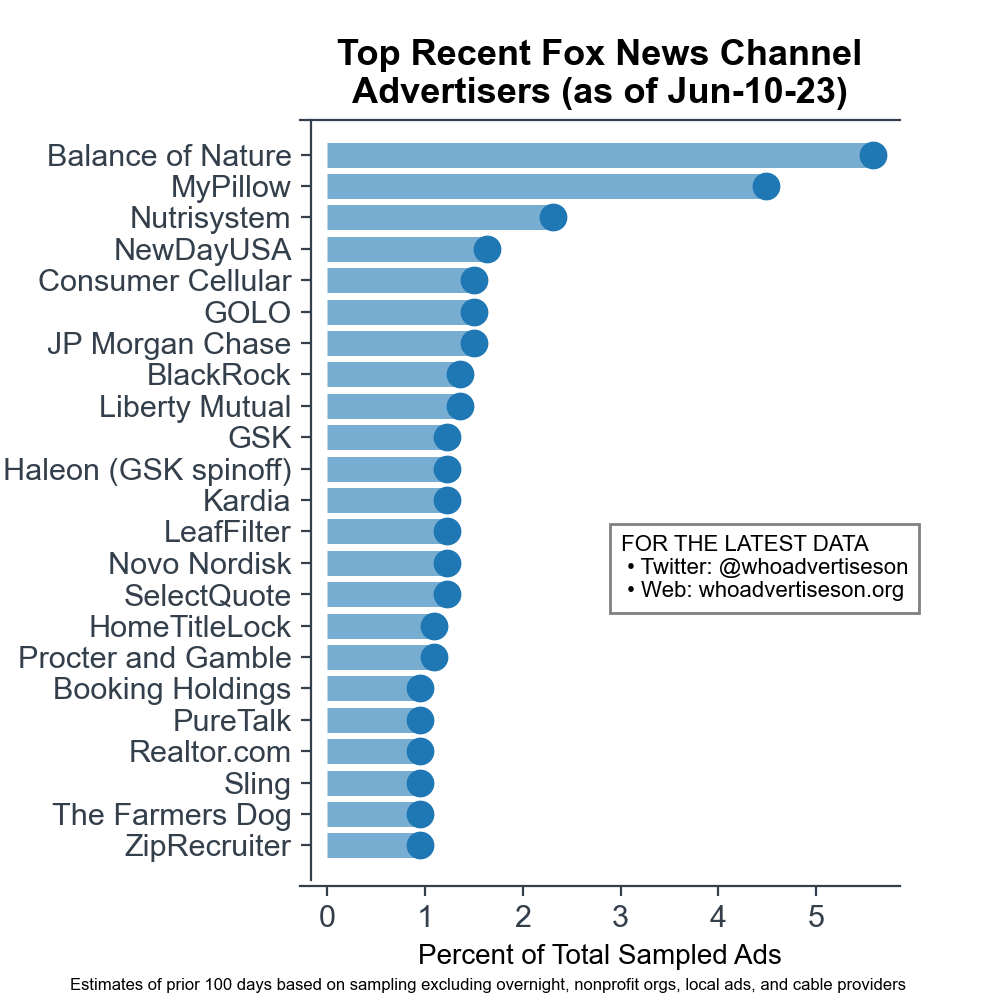 Top Recent Fox News Channel
Advertisers (as of Jun-10-23)
Balance of Nature
MyPillow
Nutrisystem
NewDayUSA
Consumer Cellular
GOLO
JP Morgan Chase
BlackRock
Liberty Mutual
GSK
Haleon (GSK spinoff)
Kardia
LeafFilter
Novo Nordisk
SelectQuote
HomeTitleLock
Procter and Gamble
Booking Holdings
PureTalk
Realtor.com
Sling
The Farmers Dog
ZipRecruiter
FOR THE LATEST DATA
• Twitter: @whoadvertiseson
• Web: whoadvertiseson.org
0 1 2 3 4 5
Percent of Total Sampled Ads
Estimates of prior 100 days based on sampling excluding overnight, nonprofit orgs, local ads, and cable providers